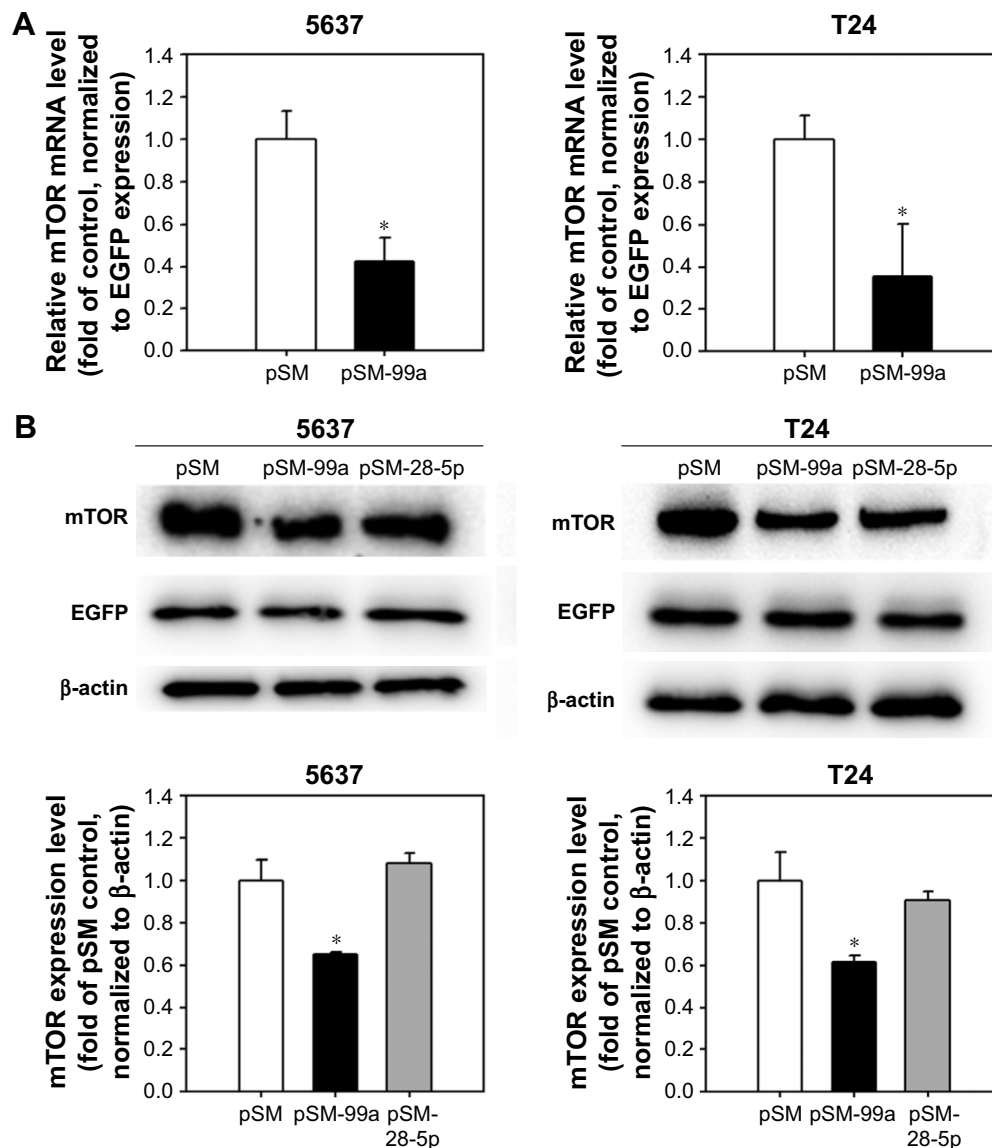 A
5637
Relative mTOR mRNA level
(fold of control, normalized
to EGFP expression)
1.4
1.2
1.0
0.8
0.6
0.4
0.2
0.0
*
pSM
pSM-99a
T24
Relative mTOR mRNA level
(fold of control, normalized
to EGFP expression)
1.4
1.2
1.0
0.8
0.6
0.4
0.2
0.0
*
pSM
pSM-99a
B
5637
pSM pSM-99a pSM-28-5p
mTOR
EGFP
β-actin
T24
pSM pSM-99a pSM-28-5p
mTOR
EGFP
β-actin
5637
mTOR expression level
(fold of pSM control,
normalized to β-actin)
1.4
1.2
1.0
0.8
0.6
0.4
0.2
0.0
*
pSM pSM-99a pSM-
28-5p
T24
mTOR expression level
(fold of pSM control,
normalized to β-actin)
1.4
1.2
1.0
0.8
0.6
0.4
0.2
0.0
*
pSM pSM-99a pSM-
28-5p